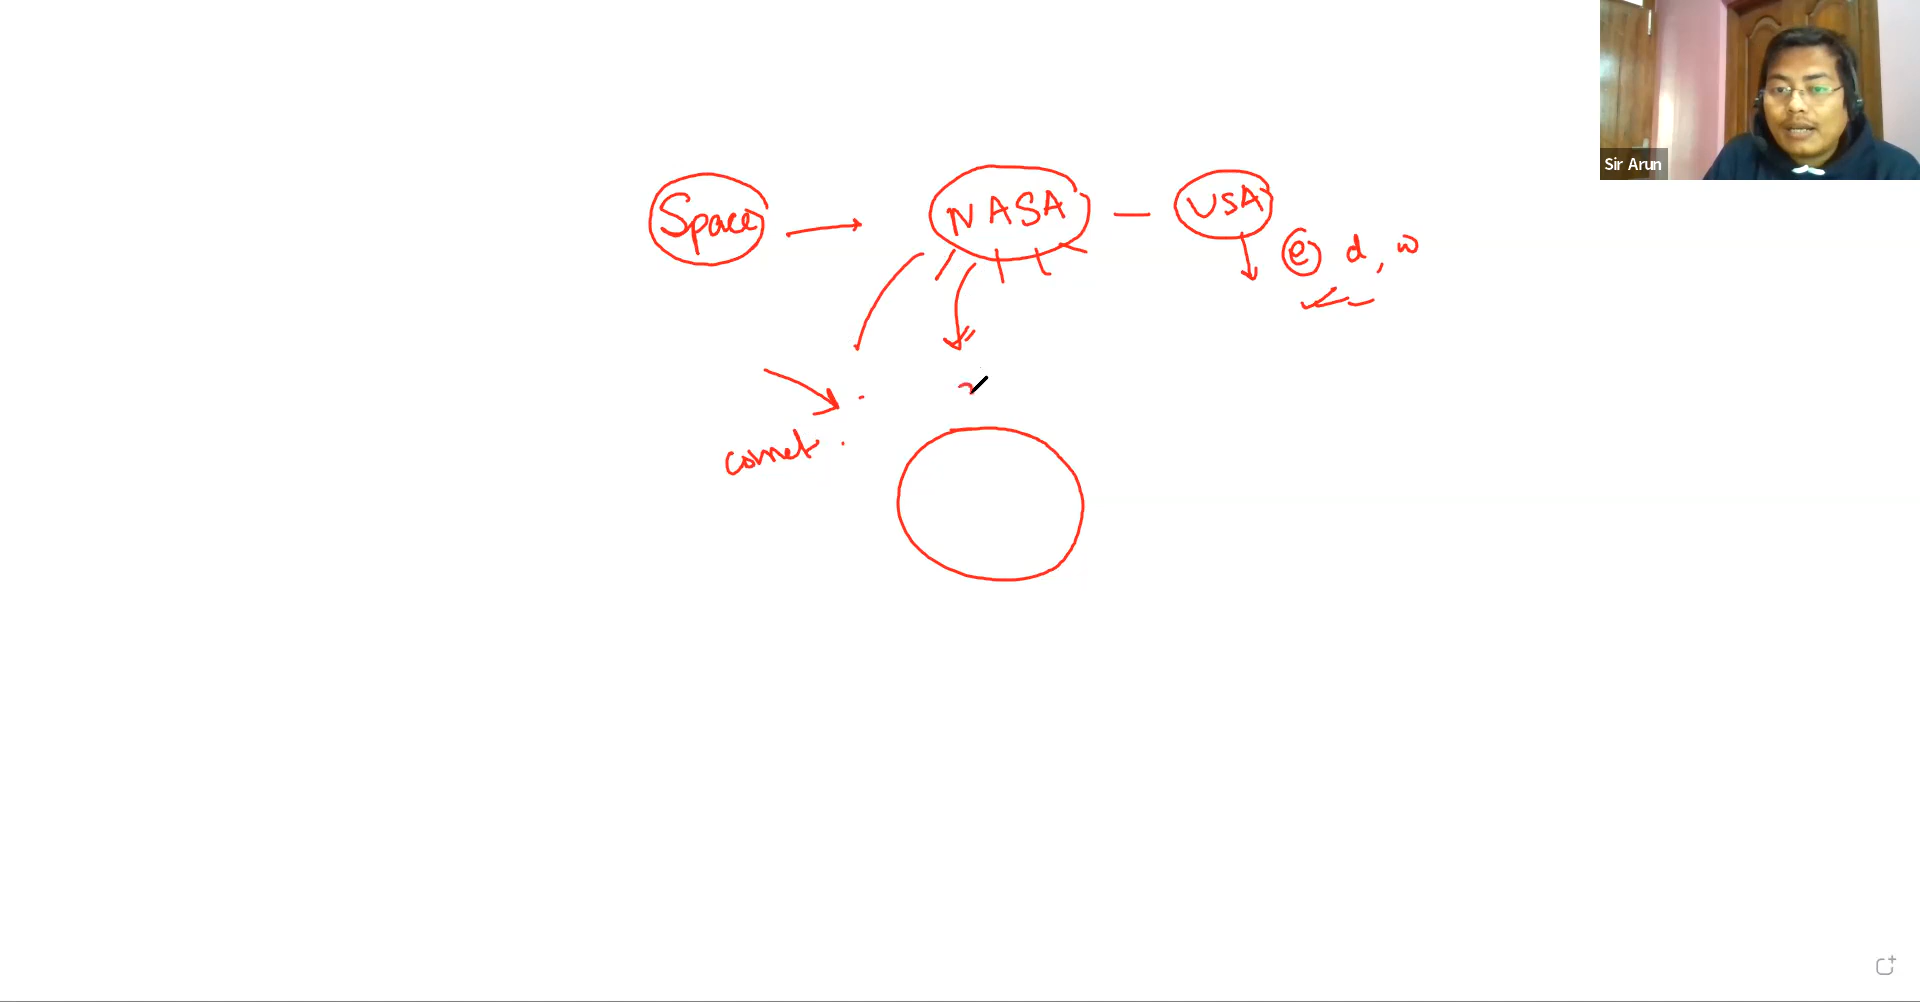 Sir Arun
Space → NASA — USA
e d, w
comet.